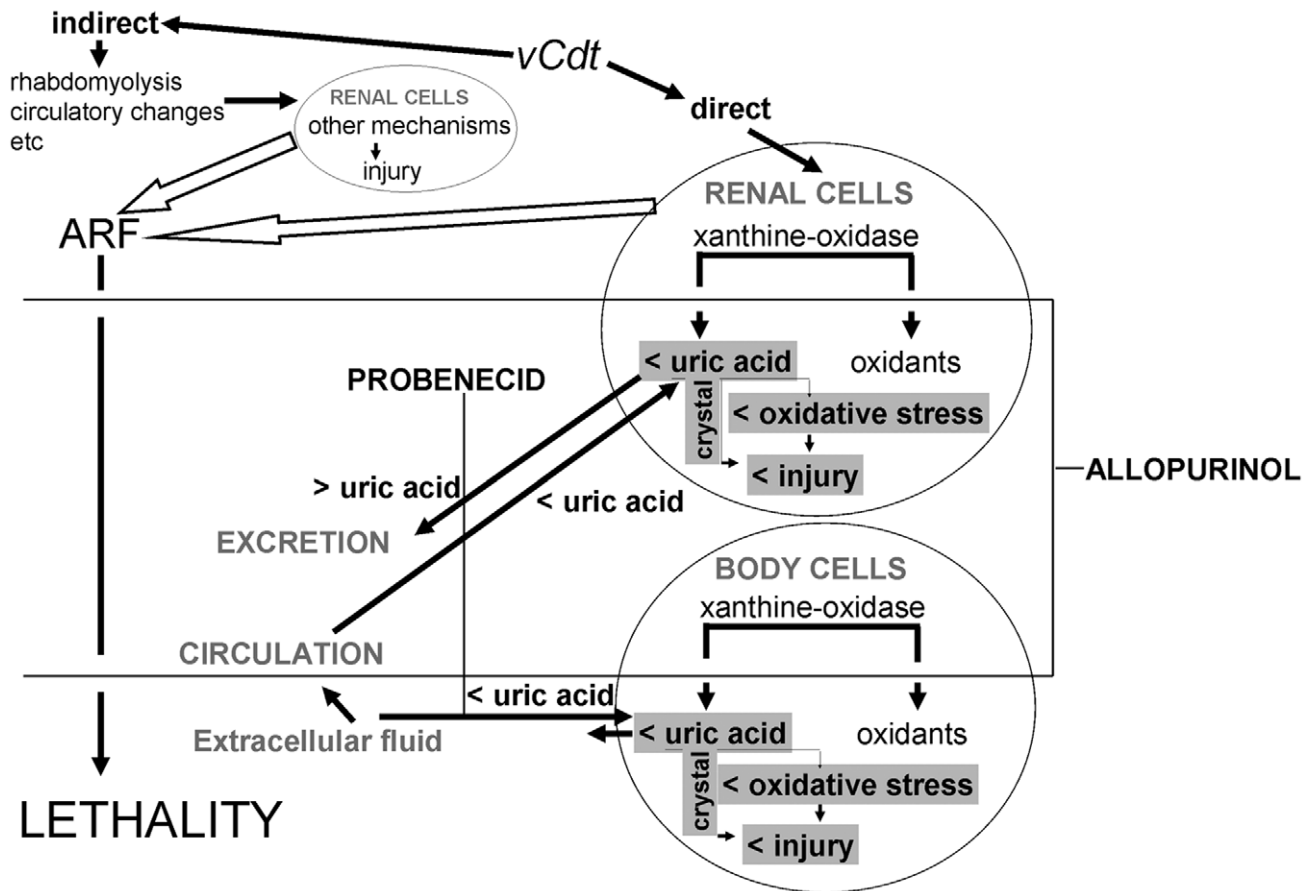 indirect
vCdt
rhabdomyolysis
circulatory changes
etc
RENAL CELLS
other mechanisms
injury
direct
ARF
RENAL CELLS
xanthine-oxidase
< uric acid
oxidants
crystal
< oxidative stress
< injury
PROBENECID
> uric acid
< uric acid
EXCRETION
ALLOPURINOL
BODY CELLS
xanthine-oxidase
CIRCULATION
< uric acid
Extracellular fluid
< uric acid
oxidants
crystal
< oxidative stress
< injury
LETHALITY